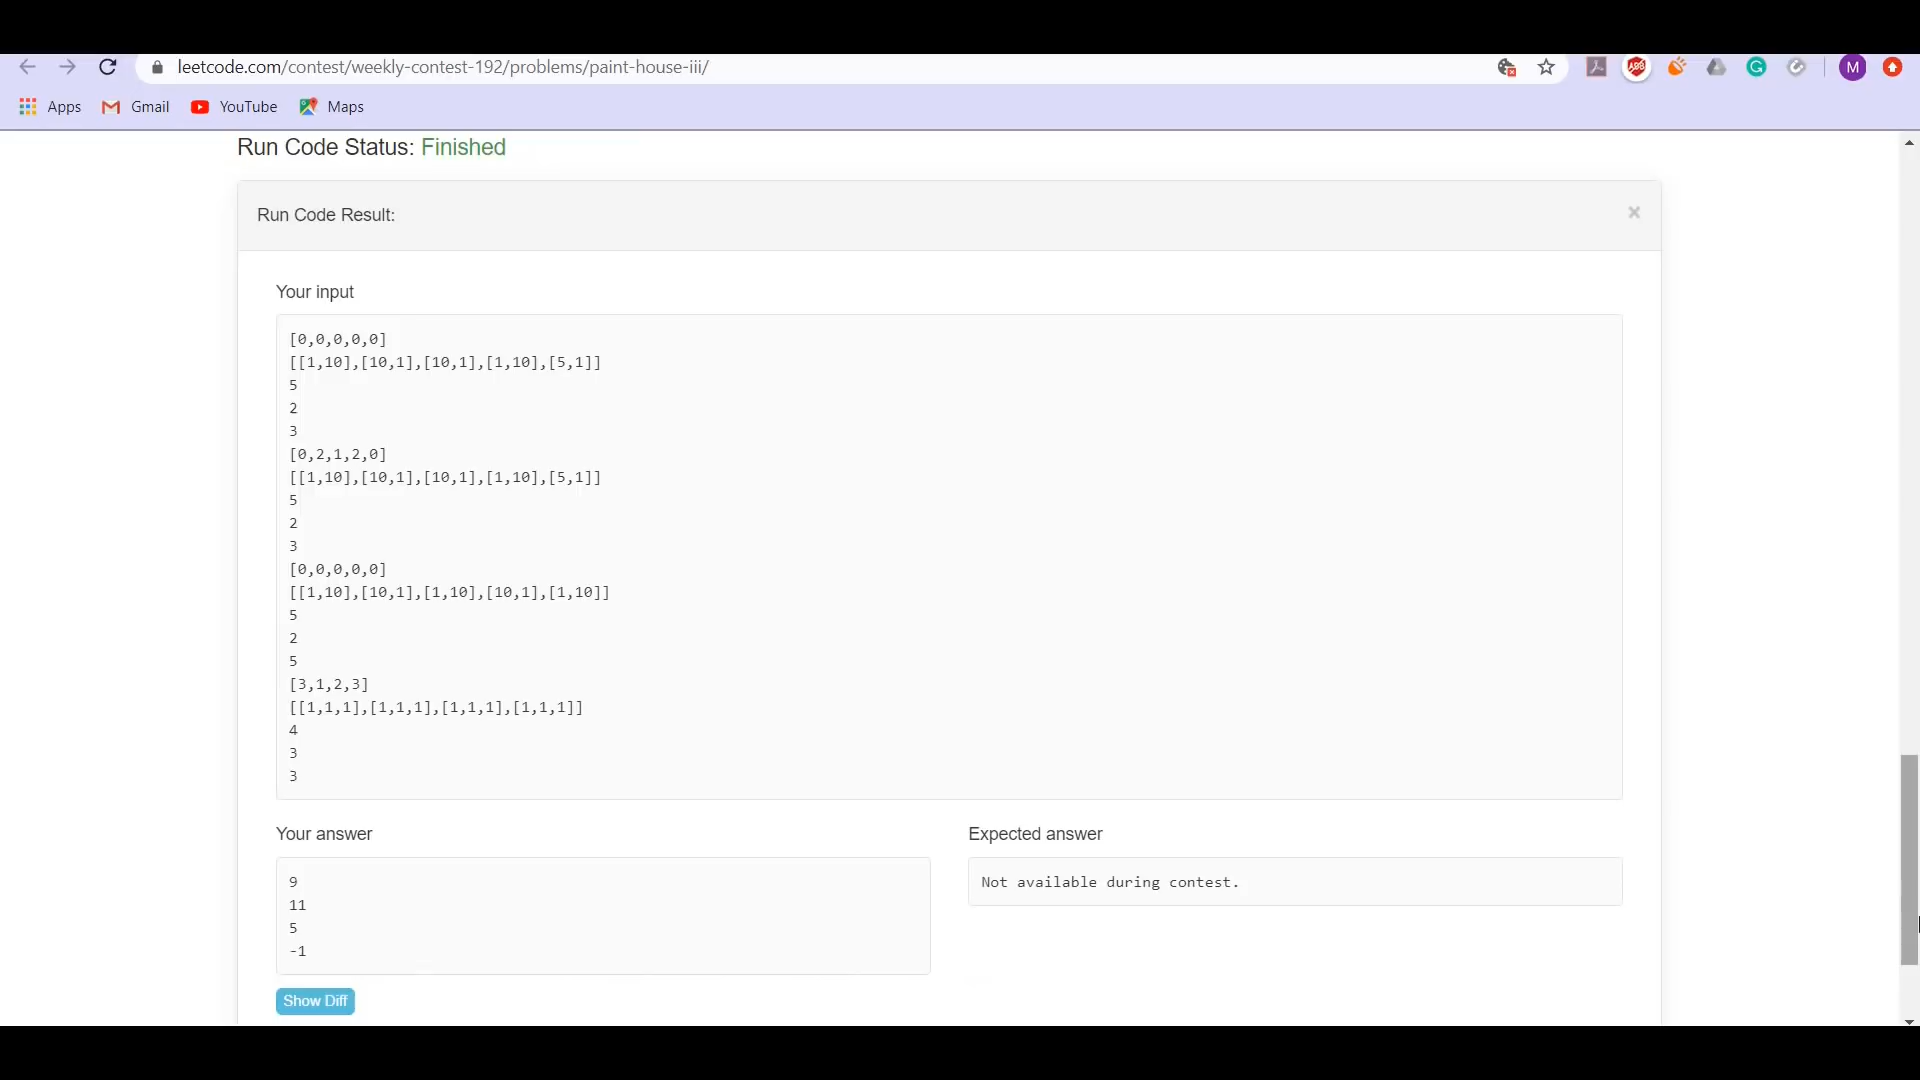 leetcode.com/contest/weekly-contest-192/problems/paint-house-iii/
ABP
G
M
Apps
Gmail
YouTube
Maps
Run Code Status: Finished
Run Code Result:
×
Your input
[0,0,0,0,0]
[[1,10],[10,1],[10,1],[1,10],[5,1]]
5
2
3
[0,2,1,2,0]
[[1,10],[10,1],[10,1],[1,10],[5,1]]
5
2
3
[0,0,0,0,0]
[[1,10],[10,1],[1,10],[10,1],[1,10]]
5
2
5
[3,1,2,3]
[[1,1,1],[1,1,1],[1,1,1],[1,1,1]]
4
3
3
Your answer
9
11
5
-1
Expected answer
Not available during contest.
Show Diff